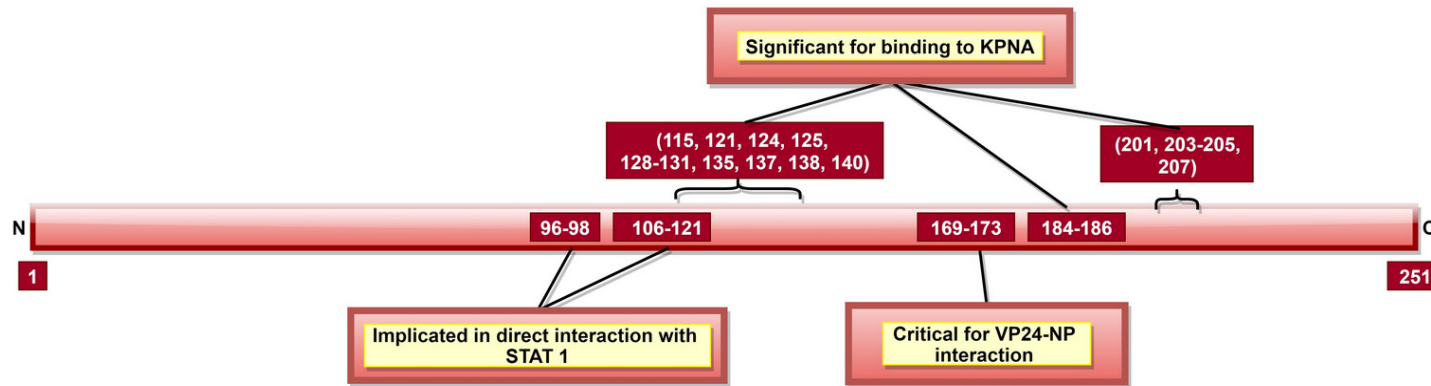 Significant for binding to KPNA
(115, 121, 124, 125,
128-131, 135, 137, 138, 140)
(201, 203-205,
207)
N
96-98
106-121
169-173
184-186
C
1
251
Implicated in direct interaction with
STAT 1
Critical for VP24-NP
interaction